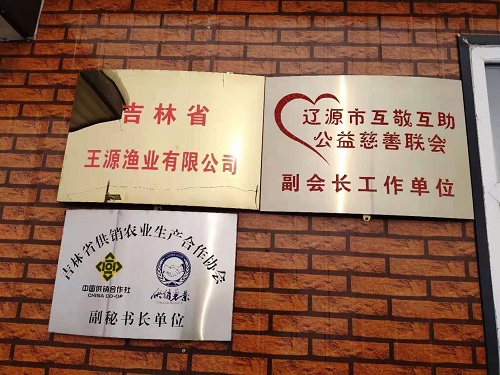 吉林省
王源渔业有限公司
辽源市互敬互助
公益慈善联会
副会长工作单位
吉林省供销农业生产合作协会
中国供销合作社
CHINA CO-OP
副秘书长单位